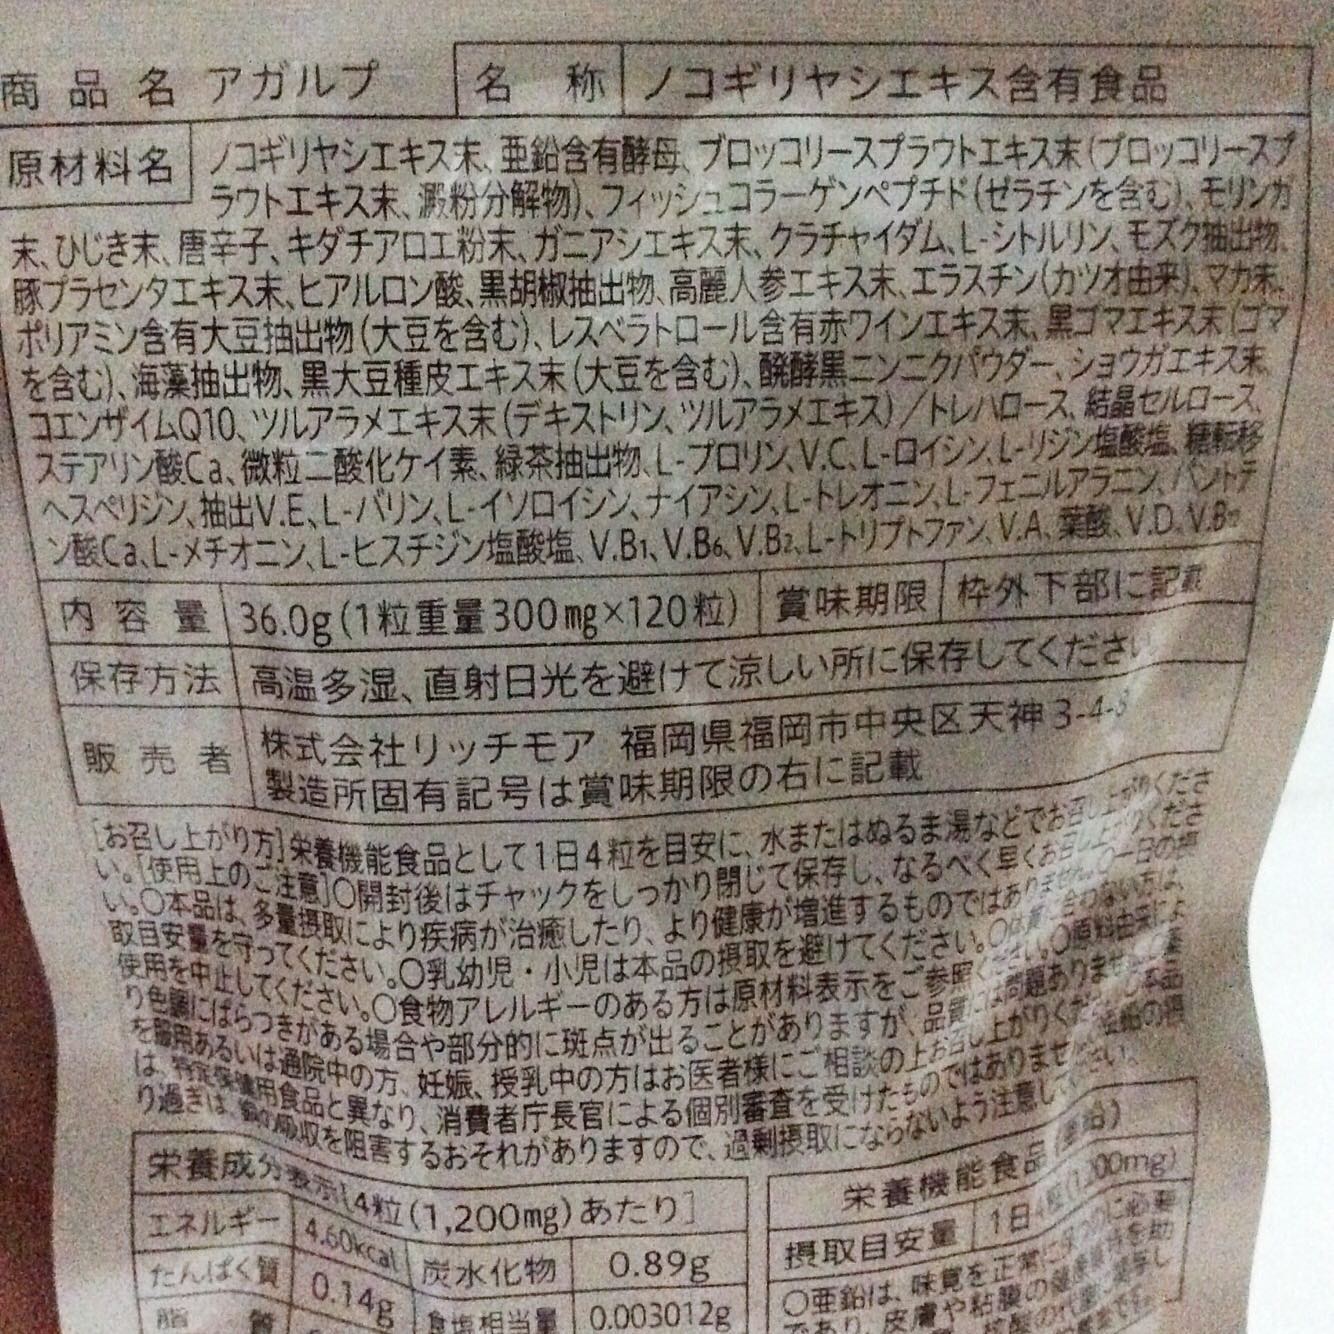 商品名 アガルプ 名称 ノコギリヤシエキス含有食品
原材料名 ノコギリヤシエキス末、亜鉛含有酵母、ブロッコリースプラウトエキス末(ブロッコリースプ
ラウトエキス末、澱粉分解物)、フィッシュコラーゲンペプチド(ゼラチンを含む)、モリンガ
末、ひじき末、唐辛子、キダチアロエ粉末、ガニアシエキス末、クラチャイダム、L-シトルリン、モズク抽出物、
豚プラセンタエキス末、ヒアルロン酸、黒胡椒抽出物、高麗人参エキス末、エラスチン(カツオ由来)、マカ末、
ポリアミン含有大豆抽出物(大豆を含む)、レスベラトロール含有赤ワインエキス末、黒ゴマエキス末(ゴマ
を含む)、海藻抽出物、黒大豆種皮エキス末(大豆を含む)、醗酵黒ニンニクパウダー、ショウガエキス末、
コエンザイムQ10、ツルアラメエキス末(デキストリン、ツルアラメエキス)/トレハロース、結晶セルロース、
ステアリン酸Ca、微粒二酸化ケイ素、緑茶抽出物、L-プロリン、V.C、L-ロイシン、L-リジン塩酸塩、糖転移
ヘスペリジン、抽出V.E、L-バリン、L-イソロイシン、ナイアシン、L-トレオニン、L-フェニルアラニン、パントテ
ン酸Ca、L-メチオニン、L-ヒスチジン塩酸塩、V.B1、V.B6、V.B2、L-トリプトファン、V.A、葉酸、V.D、V.B12
内容量 36.0g(1粒重量300mg×120粒) 賞味期限 枠外下部に記載
保存方法 高温多湿、直射日光を避けて涼しい所に保存してください
販売者 株式会社リッチモア 福岡県福岡市中央区天神3-4-8
製造所固有記号は賞味期限の右に記載
[お召し上がり方]栄養機能食品として1日4粒を目安に、水またはぬるま湯などでお召し上がりくださ
い。[使用上のご注意]○開封後はチャックをしっかり閉じて保存し、なるべく早くお召し上がりくださ
い。○本品は、多量摂取により疾病が治癒したり、より健康が増進するものではありません。○一日の摂
取目安量を守ってください。○乳幼児・小児は本品の摂取を避けてください。○体質に合わない方は、
使用を中止してください。○食物アレルギーのある方は原材料表示をご参照ください。○原料由来によ
り色調にばらつきがある場合や部分的に斑点が出ることがありますが、品質には問題ありません。
を服用あるいは通院中の方、妊娠、授乳中の方はお医者様にご相談の上お召し上がりください。○本品
は、特定保健用食品と異なり、消費者庁長官による個別審査を受けたものではありません。○亜鉛の摂
り過ぎは、銅の吸収を阻害するおそれがありますので、過剰摂取にならないよう注意してください。
栄養成分表示[4粒(1,200mg)あたり]
エネルギー 4.60kcal 炭水化物 0.89g
たんぱく質 0.14g 食塩相当量 0.003012g
脂質
栄養機能食品(亜鉛)
摂取目安量 1日4粒(1,200mg)
○亜鉛は、味覚を正常に保つのに必要
であり、皮膚や粘膜の健康維持を助